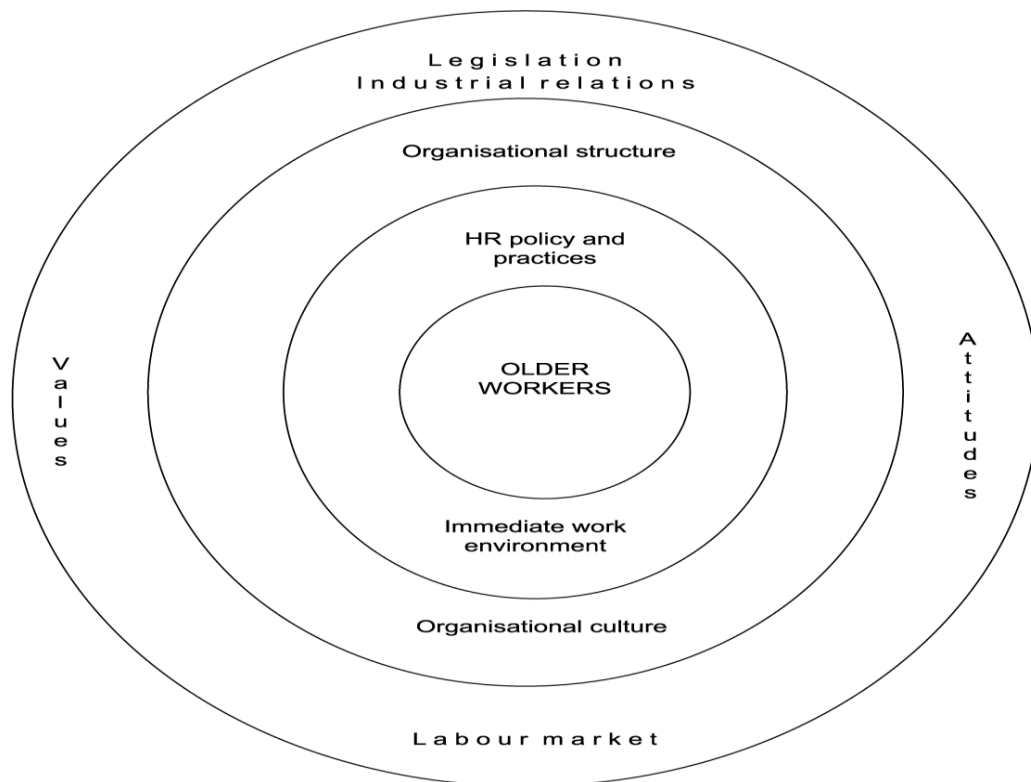 Legislation
Industrial relations
Organisational structure
HR policy and
practices
Values
OLDER
WORKERS
Attitudes
Immediate work
environment
Organisational culture
Labour market